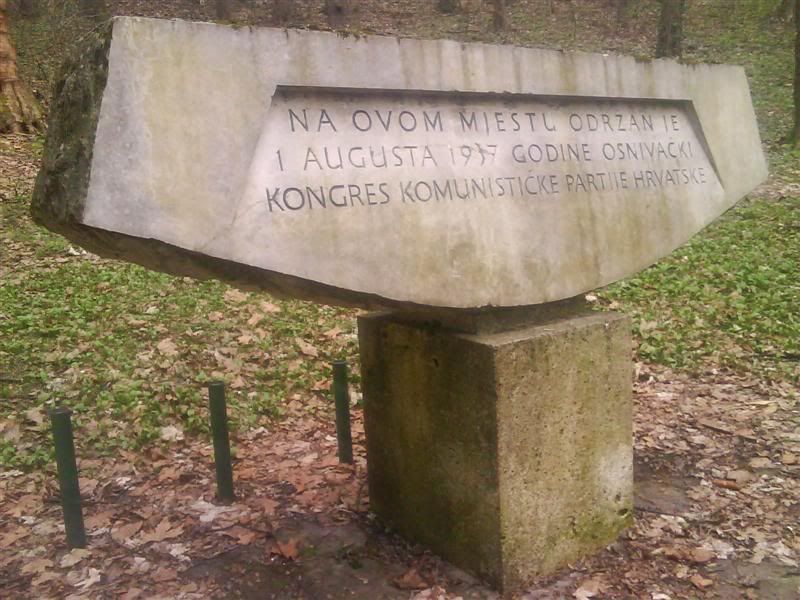 NA OVOM MJESTU ODRŽAN JE
1 AUGUSTA 1937 GODINE OSNIVAČKI
KONGRES KOMUNISTIČKE PARTIJE HRVATSKE